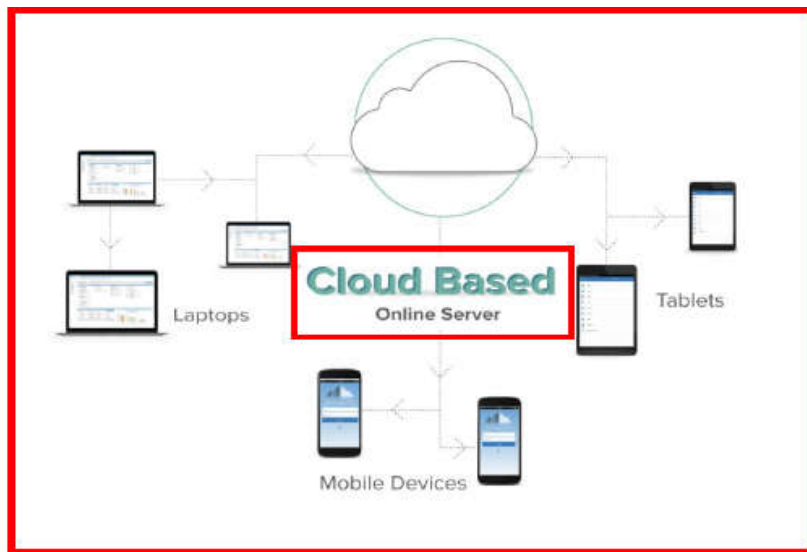 Cloud Based
Online Server
Laptops
Tablets
Mobile Devices